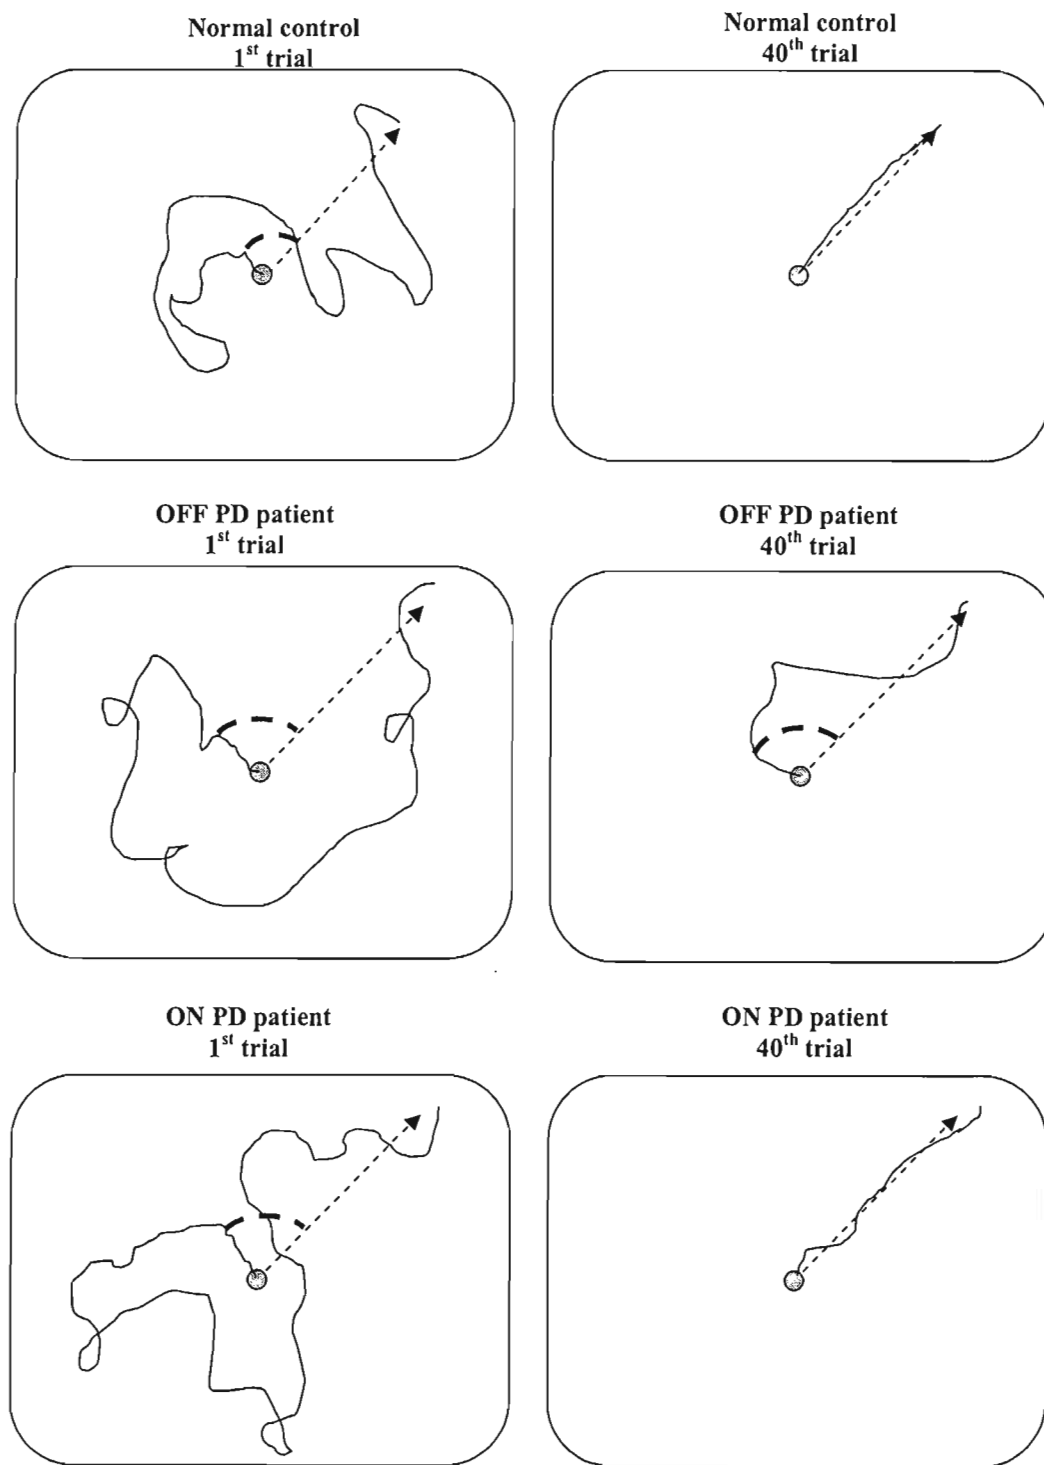 Normal control
1st trial
Normal control
40th trial
OFF PD patient
1st trial
OFF PD patient
40th trial
ON PD patient
1st trial
ON PD patient
40th trial